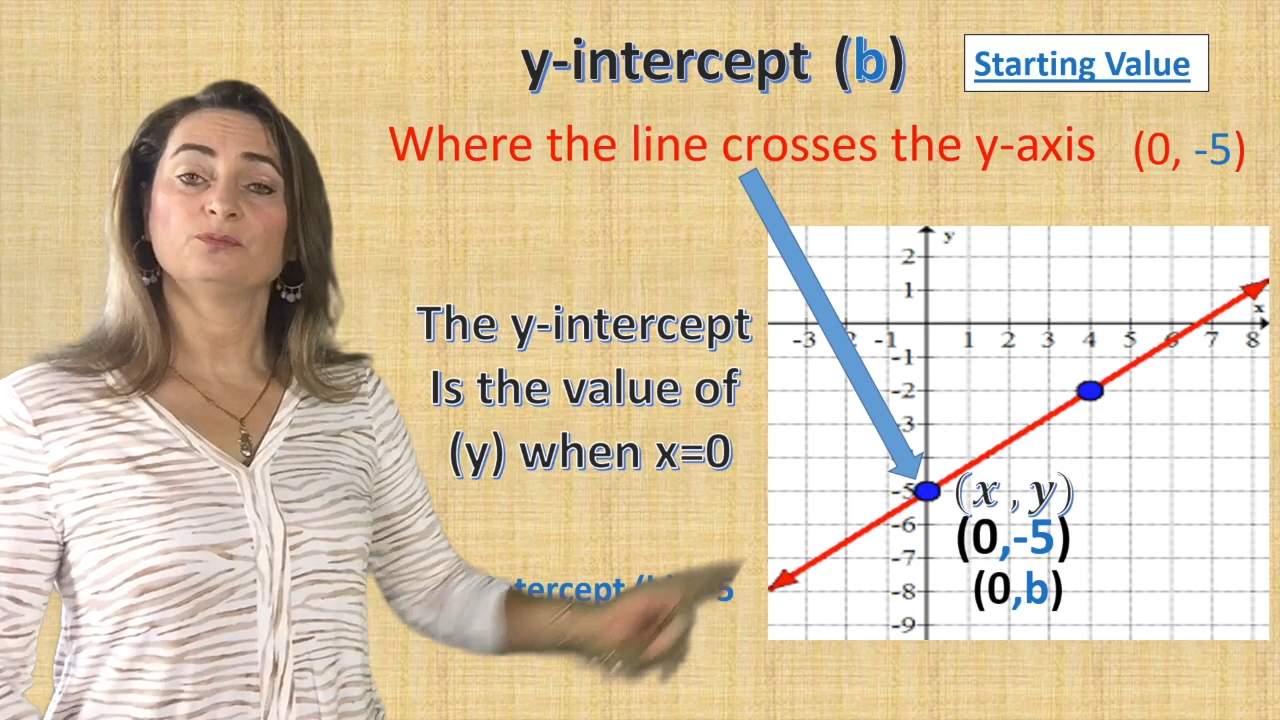 y-intercept (b)
Starting Value
Where the line crosses the y-axis (0, -5)
The y-intercept
Is the value of
(y) when x=0
y
2
1
x
-3 2 -1 1 2 3 4 5 6 7 8
-1
-2
-3
-5
(x , y)
(0,-5)
-6
-7
(0,b)
-8
-9
5